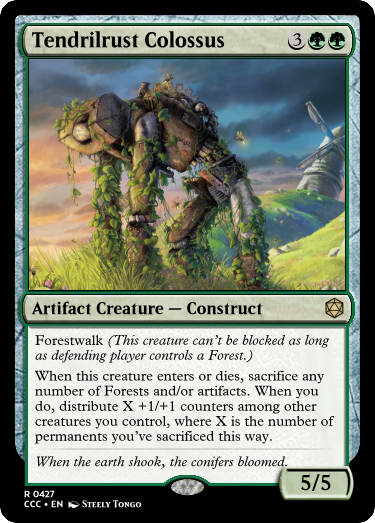 Tendrilrust Colossus 3
Artifact Creature — Construct
Forestwalk (This creature can't be blocked as long
as defending player controls a Forest.)
When this creature enters or dies, sacrifice any
number of Forests and/or artifacts. When you
do, distribute X +1/+1 counters among other
creatures you control, where X is the number of
permanents you've sacrificed this way.
When the earth shook, the conifers bloomed.
5/5
R 0427
CCC • EN Steely Tongo